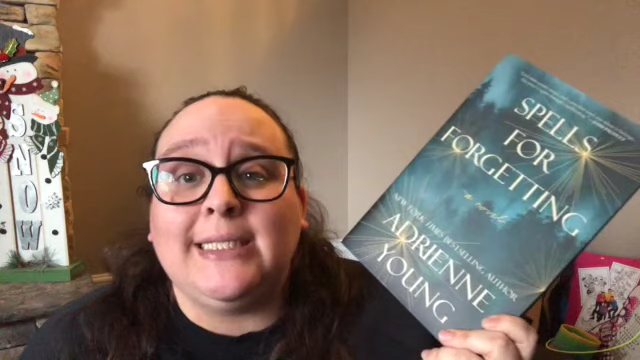 SNOW
SPELLS
FOR
FORGETTING
a novel
NEW YORK TIMES BESTSELLING AUTHOR
ADRIENNE
YOUNG